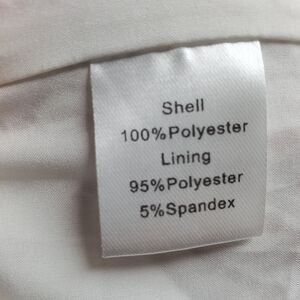 Shell
100%Polyester
Lining
95%Polyester
5%Spandex